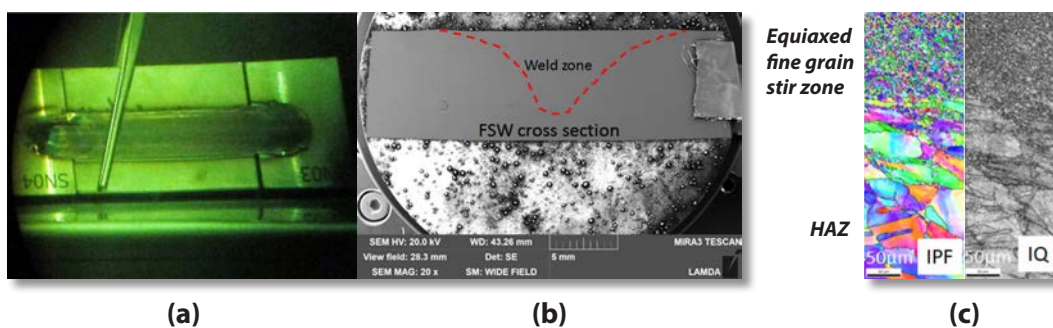 SN04
SN03
(a)
Weld zone
FSW cross section
SEM HV: 20.0 kV WD: 43.26 mm MIRA3 TESCAN
View field: 28.3 mm Det: SE 5 mm
SEM MAG: 20 x SM: WIDE FIELD LAMDA
(b)
Equiaxed
fine grain
stir zone
HAZ
50μm IPF
50μm IQ
(c)